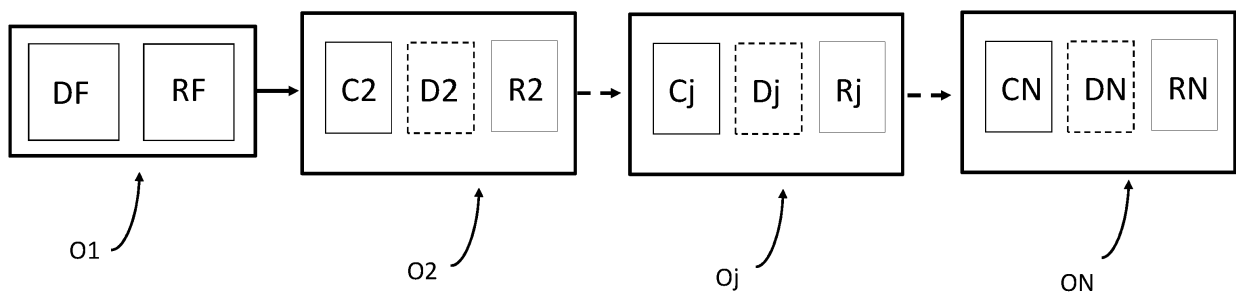 DF RF C2 D2 R2 Cj Dj Rj CN DN RN
O1 O2 Oj ON